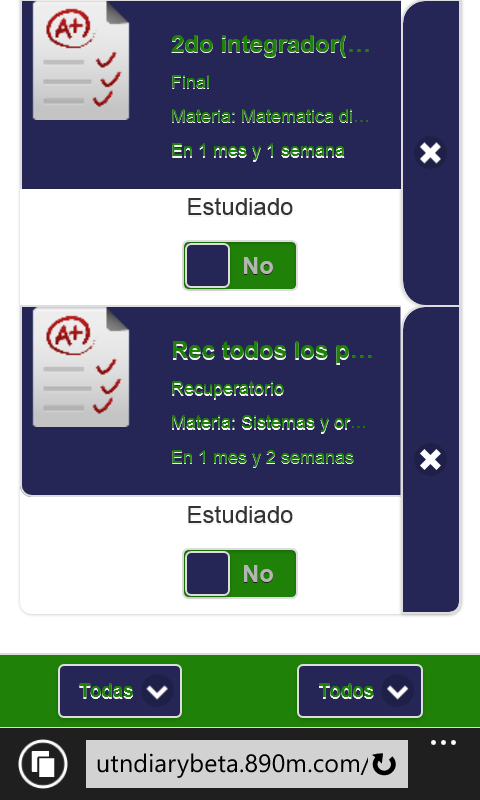 A+
2do integrador(...
Final
Materia: Matematica di...
En 1 mes y 1 semana
Estudiado
No
A+
Rec todos los p...
Recuperatorio
Materia: Sistemas y or...
En 1 mes y 2 semanas
Estudiado
No
Todas
Todos
utndiarybeta.890m.com/